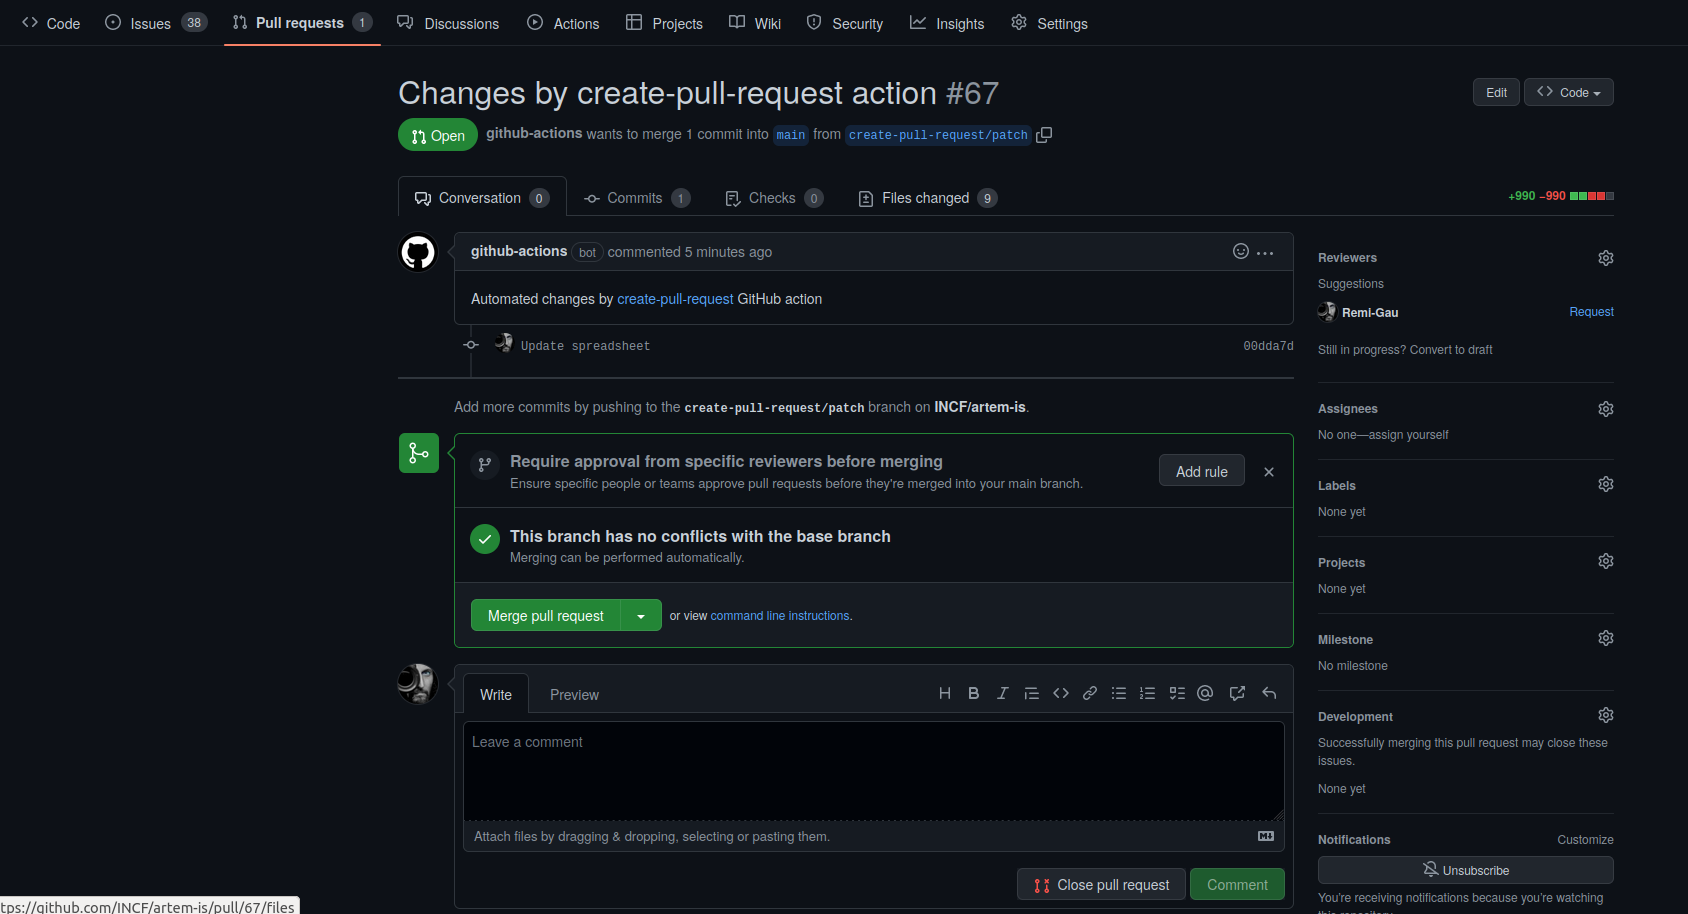 Code Issues 38 Pull requests 1 Discussions Actions Projects Wiki Security Insights Settings
Changes by create-pull-request action #67
Edit Code
Open github-actions wants to merge 1 commit into main from create-pull-request/patch
Conversation 0 Commits 1 Checks 0 Files changed 9
+990 −990
github-actions bot commented 5 minutes ago
Automated changes by create-pull-request GitHub action
Update spreadsheet 00dda7d
Add more commits by pushing to the create-pull-request/patch branch on INCF/artem-is.
Require approval from specific reviewers before merging
Ensure specific people or teams approve pull requests before they're merged into your main branch.
Add rule
This branch has no conflicts with the base branch
Merging can be performed automatically.
Merge pull request or view command line instructions.
Write Preview
Leave a comment
Attach files by dragging & dropping, selecting or pasting them.
Close pull request Comment
Reviewers
Suggestions
Remi-Gau Request
Still in progress? Convert to draft
Assignees
No one—assign yourself
Labels
None yet
Projects
None yet
Milestone
No milestone
Development
Successfully merging this pull request may close these
issues.
None yet
Notifications Customize
Unsubscribe
You're receiving notifications because you're watching
tps://github.com/INCF/artem-is/pull/67/files